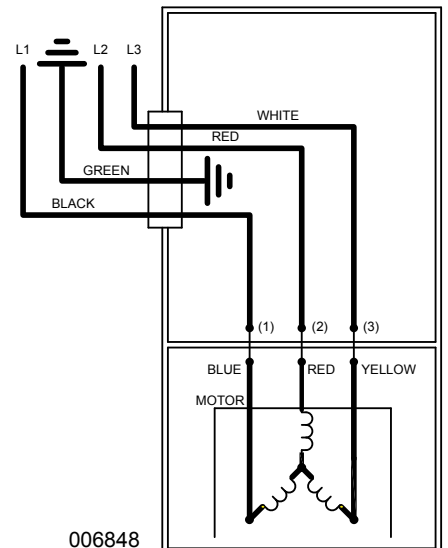 L1 L2 L3
WHITE
RED
GREEN
BLACK
(1) (2) (3)
BLUE RED YELLOW
MOTOR
006848